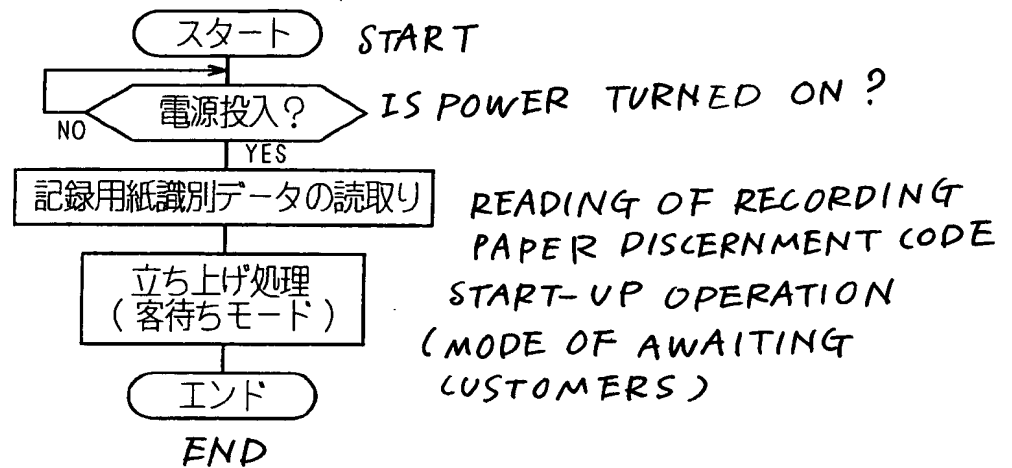 スタート START
電源投入? IS POWER TURNED ON?
NO
YES
記録用紙識別データの読取り
READING OF RECORDING
PAPER DISCERNMENT CODE
立ち上げ処理
(客待ちモード)
START-UP OPERATION
(MODE OF AWAITING
CUSTOMERS)
エンド
END